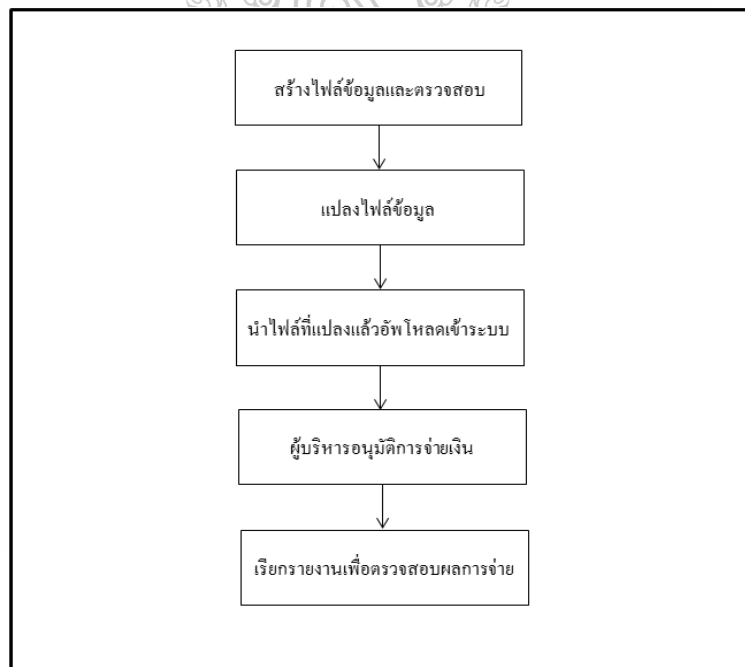 สร้างไฟล์ข้อมูลและตรวจสอบ
แปลงไฟล์ข้อมูล
นำไฟล์ที่แปลงแล้วอัพโหลดเข้าระบบ
ผู้บริหารอนุมัติการจ่ายเงิน
เรียกรายงานเพื่อตรวจสอบผลการจ่าย